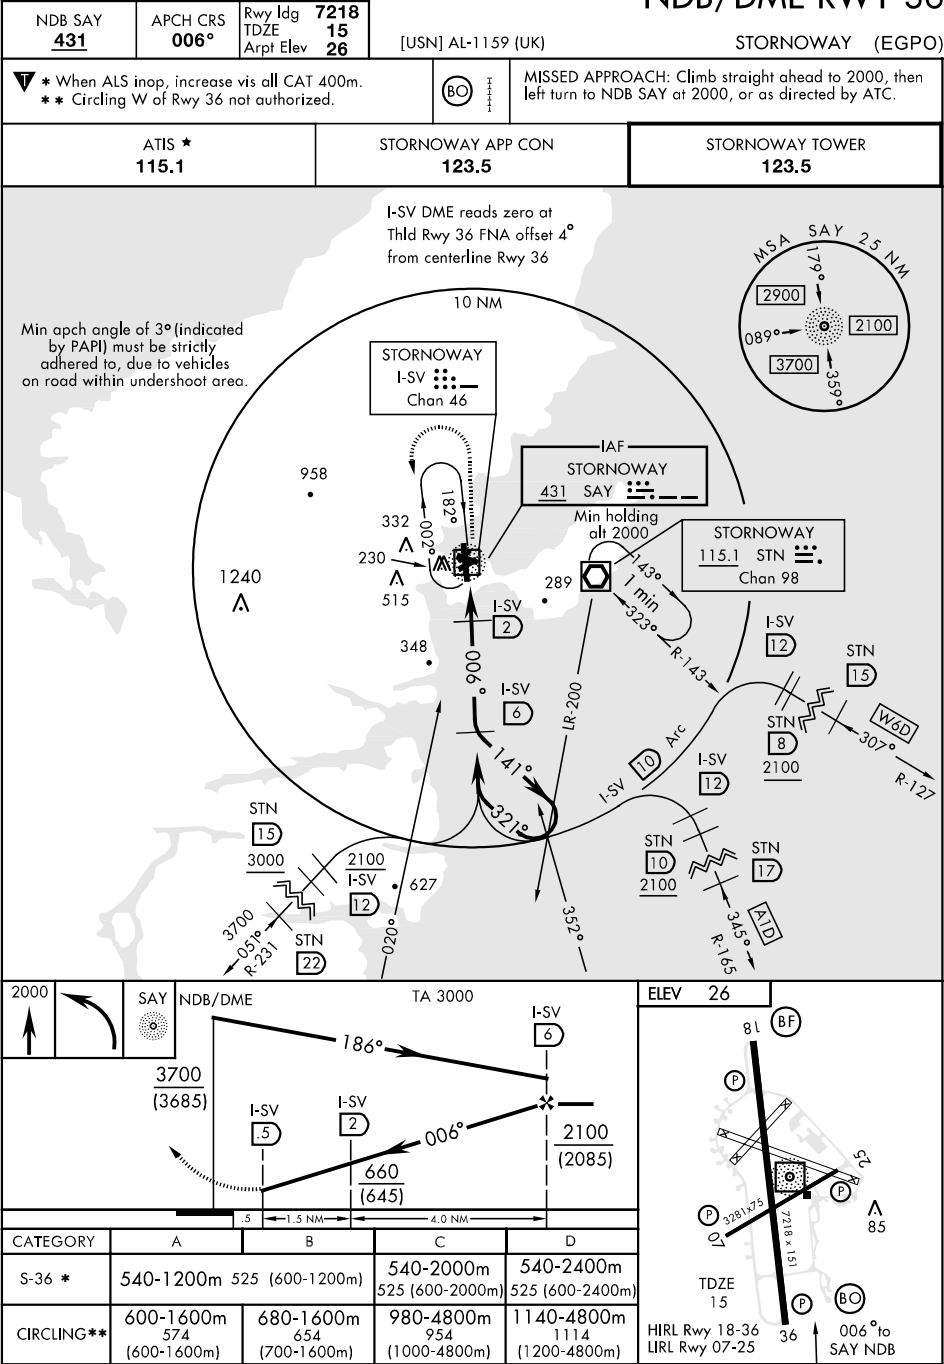 NDB/DME RWY 36
NDB SAY
431
APCH CRS
006°
Rwy ldg 7218
TDZE 15
Arpt Elev 26
[USN] AL-1159 (UK)
STORNOWAY (EGPO)
T * When ALS inop, increase vis all CAT 400m.
** Circling W of Rwy 36 not authorized.
BO
MISSED APPROACH: Climb straight ahead to 2000, then
left turn to NDB SAY at 2000, or as directed by ATC.
ATIS ★
115.1
STORNOWAY APP CON
123.5
STORNOWAY TOWER
123.5
I-SV DME reads zero at
Thld Rwy 36 FNA offset 4°
from centerline Rwy 36
MSA SAY 25 NM
179°
2900
089°
2100
3700
359°
10 NM
Min apch angle of 3° (indicated
by PAPI) must be strictly
adhered to, due to vehicles
on road within undershoot area.
STORNOWAY
I-SV
Chan 46
IAF
STORNOWAY
431 SAY
958
182°
002°
Min holding
alt 2000
STORNOWAY
115.1 STN
Chan 98
332
230
515
1240
289
143°
1 min
323°
I-SV
2
348
006°
R-143
I-SV
12
STN
15
I-SV
6
LR-200
STN
8
2100
W6D
307°
R-127
141°
I-SV 10 Arc
I-SV
12
321°
STN
15
3000
2100
I-SV
12
627
STN
10
2100
STN
17
3700
051°
R-231
STN
22
020°
352°
A1D
345°
R-165
2000
SAY
NDB/DME
TA 3000
I-SV
6
186°
3700
(3685)
I-SV
.5
I-SV
2
006°
2100
(2085)
660
(645)
.5
1.5 NM
4.0 NM
ELEV 26
18
BF
P
25
P
85
P
3281x75
07
7218 x 151
TDZE
15
P
BO
HIRL Rwy 18-36
LIRL Rwy 07-25
36
006° to
SAY NDB
CATEGORY A B C D
S-36 * 540-1200m 525 (600-1200m) 540-2000m 525 (600-2000m) 540-2400m 525 (600-2400m)
CIRCLING** 600-1600m 574 (600-1600m) 680-1600m 654 (700-1600m) 980-4800m 954 (1000-4800m) 1140-4800m 1114 (1200-4800m)